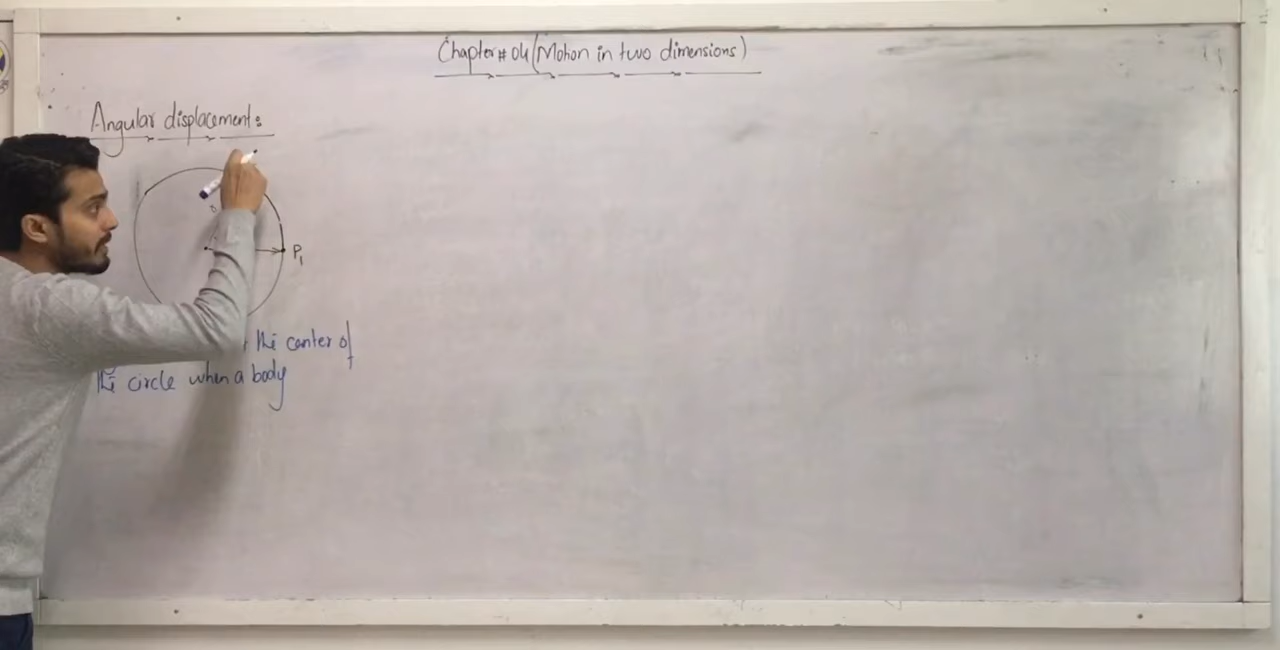 Chapter # 04 (Motion in two dimensions)
Angular displacement:
P1
the center of
the circle when a body